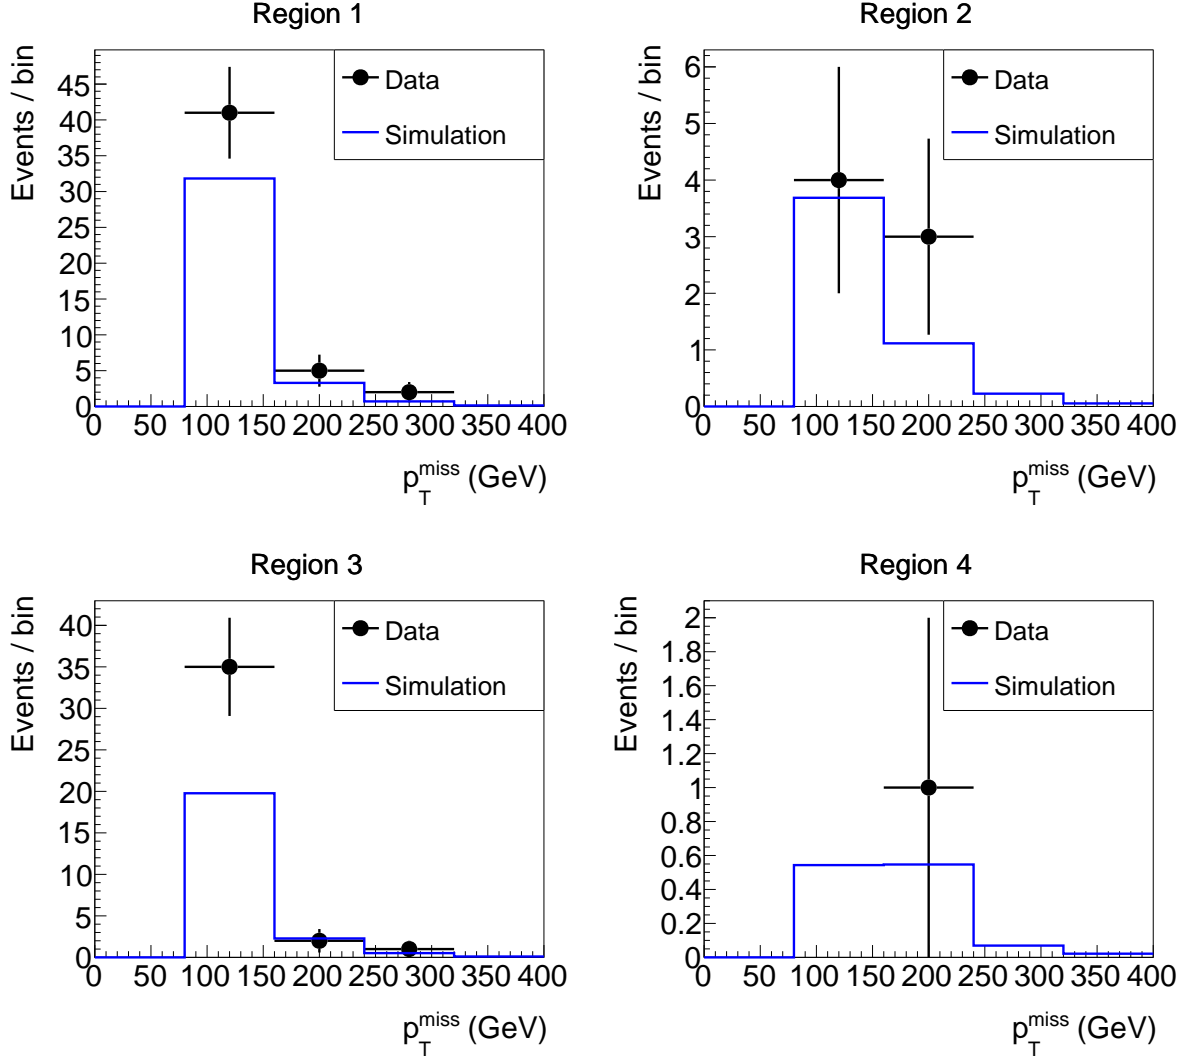 Region 1
Events / bin
45
40
35
30
25
20
15
10
5
0
Data
Simulation
0 50 100 150 200 250 300 350 400
p_T^miss (GeV)
Region 2
Events / bin
6
5
4
3
2
1
0
Data
Simulation
0 50 100 150 200 250 300 350 400
p_T^miss (GeV)
Region 3
Events / bin
40
35
30
25
20
15
10
5
0
Data
Simulation
0 50 100 150 200 250 300 350 400
p_T^miss (GeV)
Region 4
Events / bin
2
1.8
1.6
1.4
1.2
1
0.8
0.6
0.4
0.2
0
Data
Simulation
0 50 100 150 200 250 300 350 400
p_T^miss (GeV)